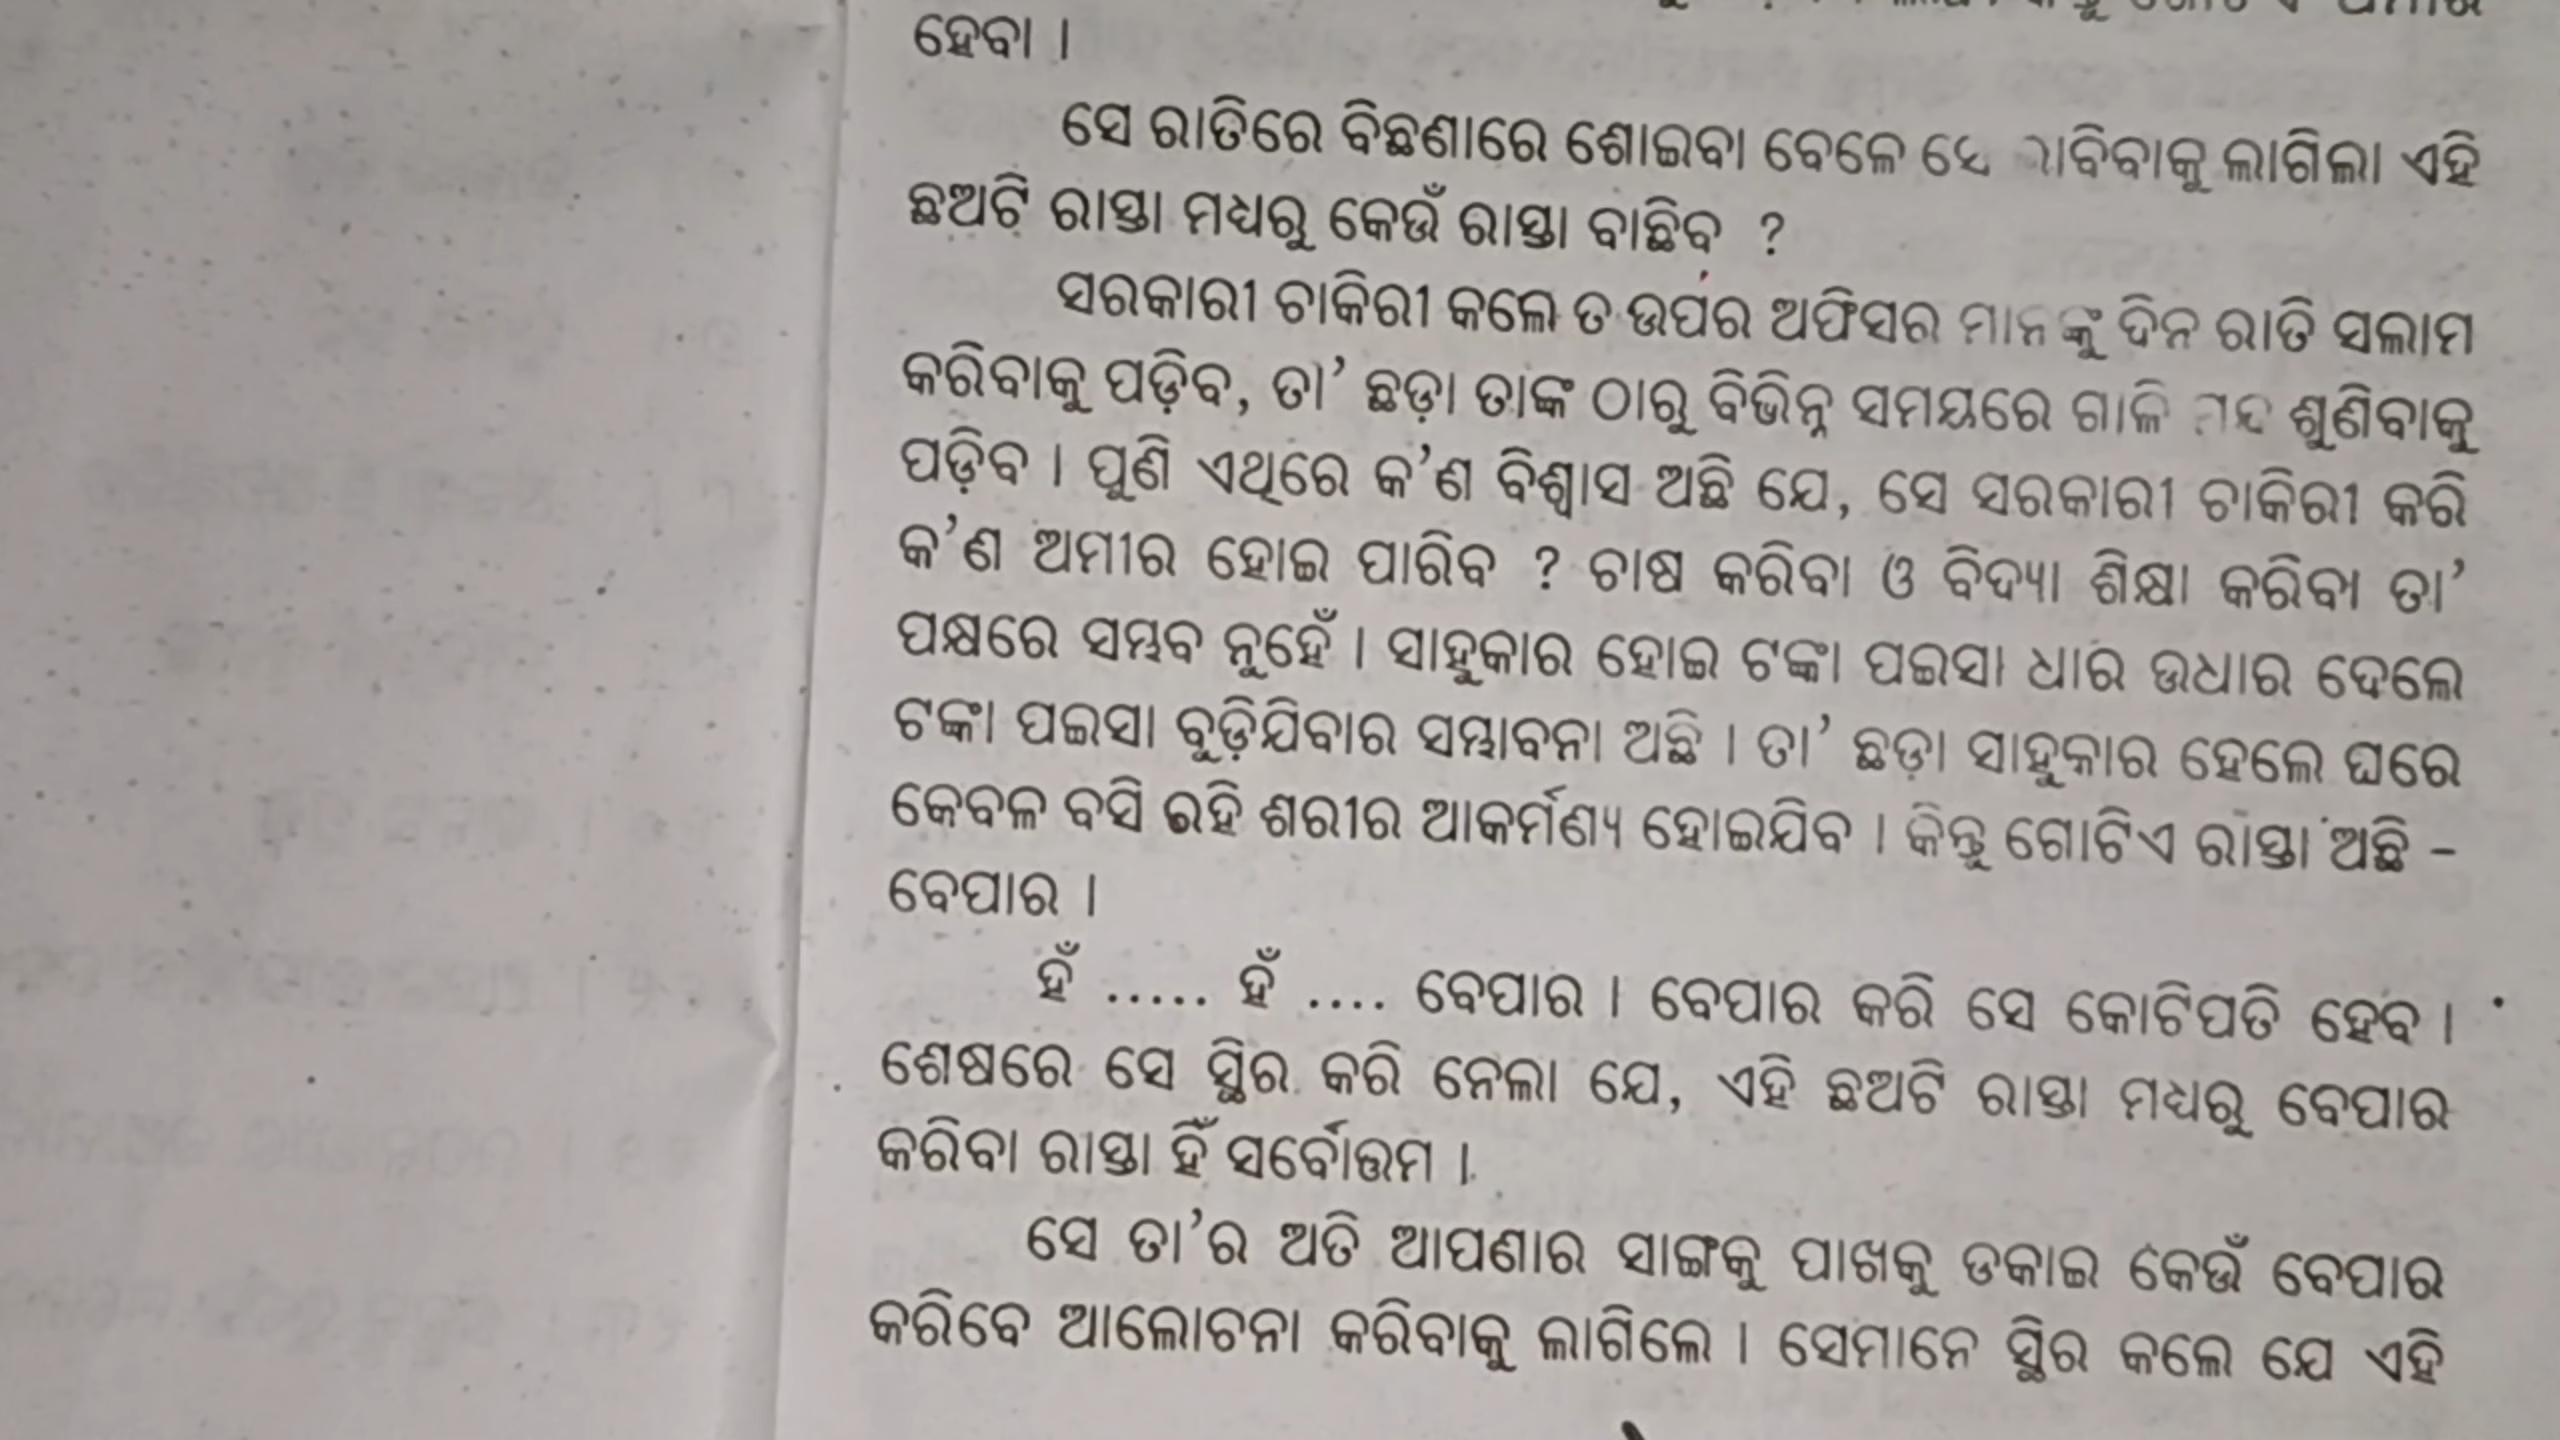 ହେବା ।
ସେ ରାତିରେ ବିଛଣାରେ ଶୋଇବା ବେଳେ ସେ ଲାଗିଲା ଏହି
ଛଅଟି ରାସ୍ତା ମଧ୍ୟରୁ କେଉଁ ରାସ୍ତା ବାଛିବ ?
ସରକାରୀ ଚାକିରୀ କଲେ ତ ଉପର ଅଫିସର ମାନଙ୍କୁ ଦିନ ରାତି ସଲାମ
କରିବାକୁ ପଡ଼ିବ, ତା’ ଛଡ଼ା ତାଙ୍କ ଠାରୁ ବିଭିନ୍ନ ସମୟରେ ଗାଳି ଶୁଣିବାକୁ
ପଡ଼ିବ । ପୁଣି ଏଥିରେ କ’ଣ ବିଶ୍ୱାସ ଅଛି ଯେ, ସେ ସରକାରୀ ଚାକିରୀ କରି
କ’ଣ ଅମୀର ହୋଇ ପାରିବ ? ଚାଷ କରିବା ଓ ବିଦ୍ୟା ଶିକ୍ଷା କରିବା ତା’
ପକ୍ଷରେ ସମ୍ଭବ ନୁହେଁ । ସାହୁକାର ହୋଇ ଟଙ୍କା ପଇସା ଧାର ଉଧାର ଦେଲେ
ଟଙ୍କା ପଇସା ବୁଡ଼ିଯିବାର ସମ୍ଭାବନା ଅଛି । ତା’ ଛଡ଼ା ସାହୁକାର ହେଲେ ଘରେ
କେବଳ ବସି ରହି ଶରୀର ଆକର୍ମଣ୍ୟ ହୋଇଯିବ । କିନ୍ତୁ ଗୋଟିଏ ରାସ୍ତା ଅଛି –
ବେପାର ।
ହଁ ..... ହଁ .... ବେପାର । ବେପାର କରି ସେ କୋଟିପତି ହେବ ।
ଶେଷରେ ସେ ସ୍ଥିର କରି ନେଲା ଯେ, ଏହି ଛଅଟି ରାସ୍ତା ମଧ୍ୟରୁ ବେପାର
କରିବା ରାସ୍ତା ହିଁ ସର୍ବୋତ୍ତମ ।
ସେ ତା’ର ଅତି ଆପଣାର ସାଙ୍ଗକୁ ପାଖକୁ ଡକାଇ କେଉଁ ବେପାର
କରିବେ ଆଲୋଚନା କରିବାକୁ ଲାଗିଲେ । ସେମାନେ ସ୍ଥିର କଲେ ଯେ ଏହି